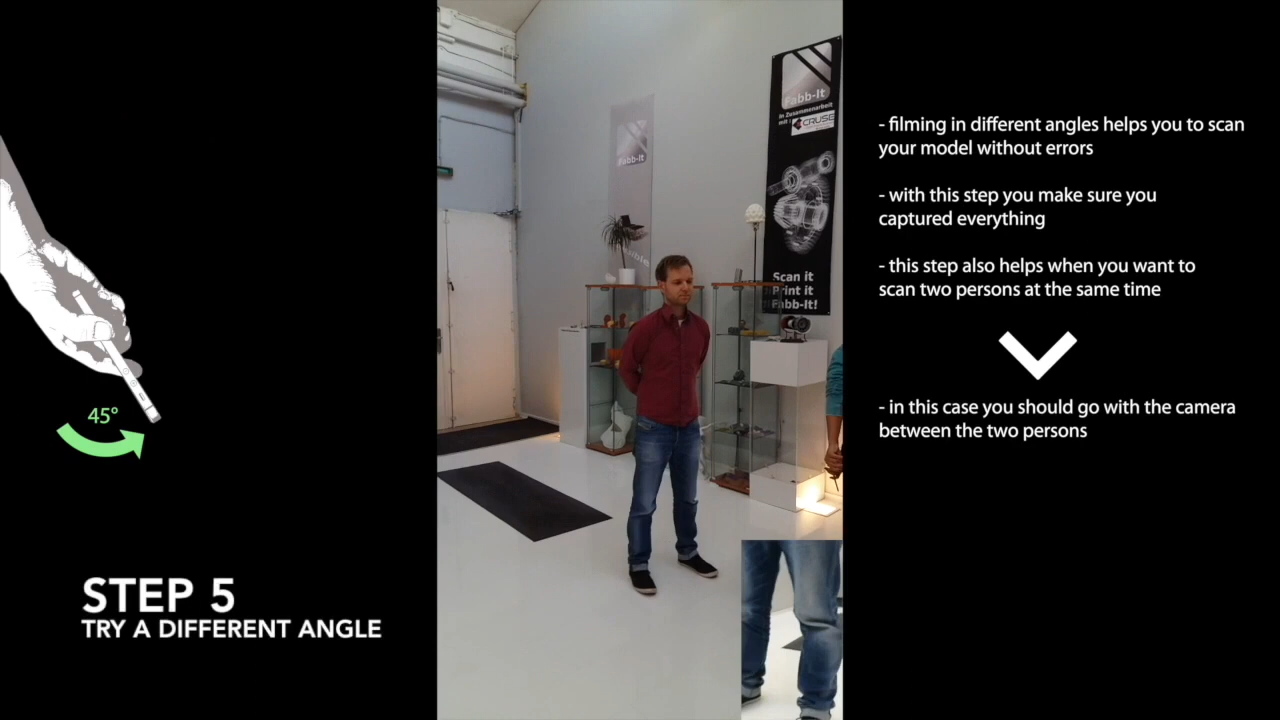 Fabb-It
In Zusammenarbeit
mit
CRUSE
Fabb-It
Scan it
Print it
Fabb-It!
- filming in different angles helps you to scan
your model without errors
- with this step you make sure you
captured everything
- this step also helps when you want to
scan two persons at the same time
- in this case you should go with the camera
between the two persons
45°
STEP 5
TRY A DIFFERENT ANGLE